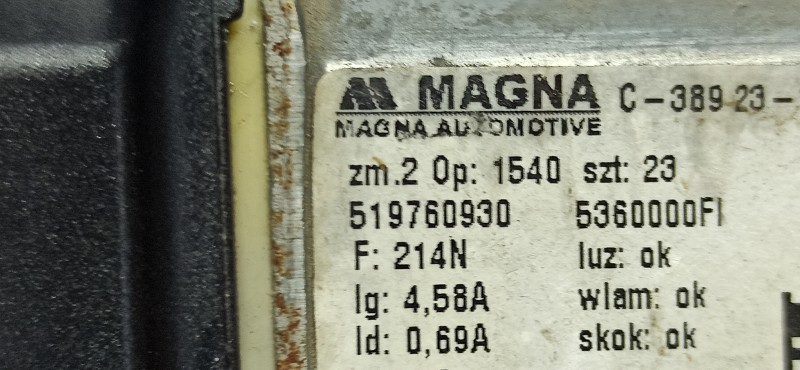 MAGNA C-389 23-
MAGNA AUTOMOTIVE
zm.2 Op: 1540 szt: 23
519760930 5360000FI
F: 214N luz: ok
Ig: 4,58A wlam: ok
Id: 0,69A skok: ok